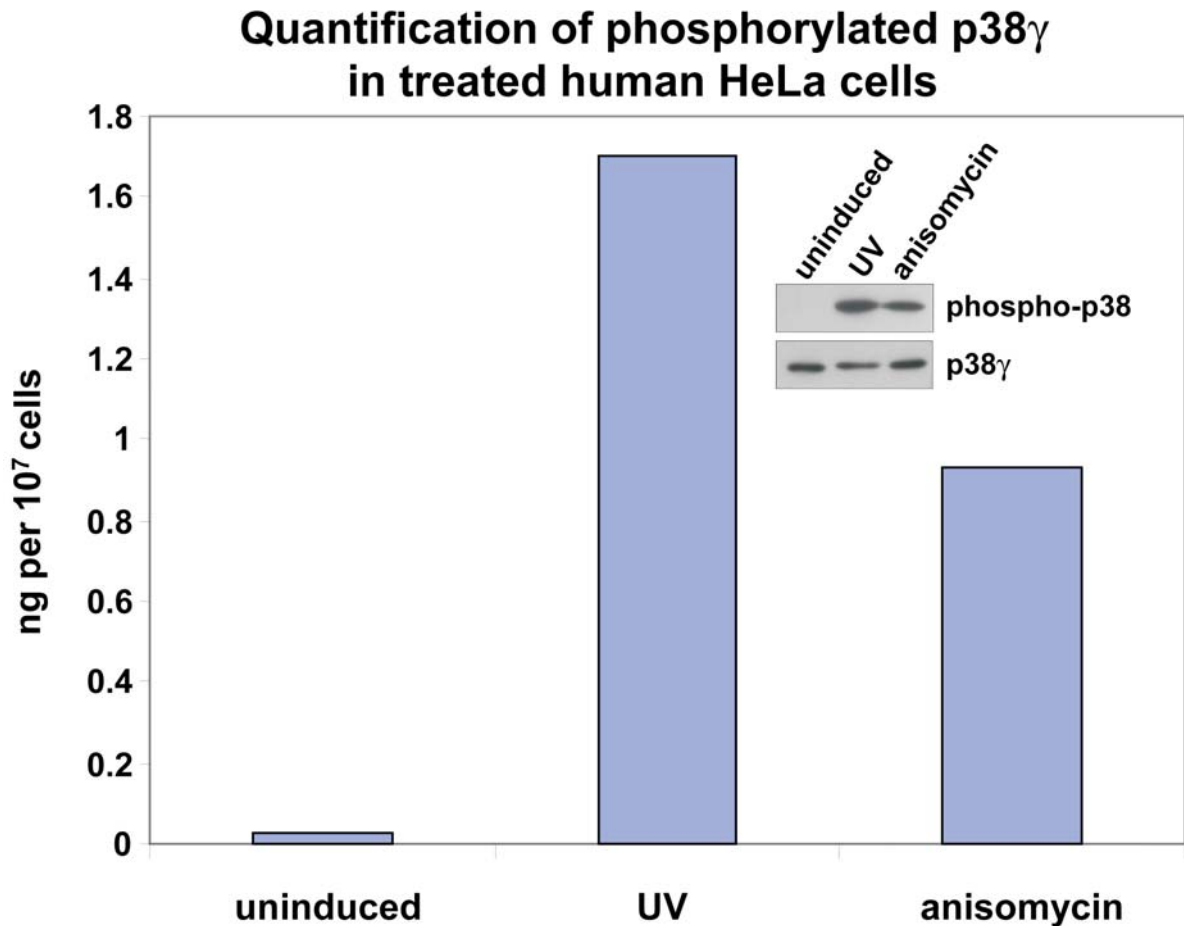 Quantification of phosphorylated p38γ
in treated human HeLa cells
1.8
1.6
1.4
1.2
1
0.8
0.6
0.4
0.2
0
ng per 10⁷ cells
uninduced
UV
anisomycin
phospho-p38
p38γ
uninduced
UV
anisomycin